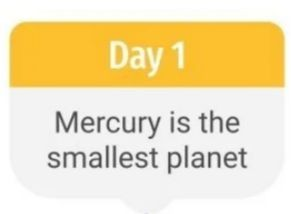 Day 1
Mercury is the
smallest planet